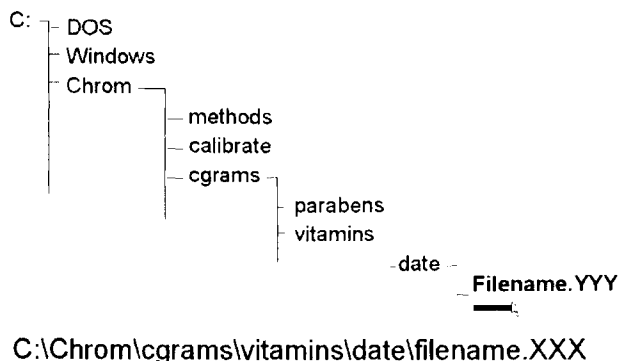 C:
DOS
Windows
Chrom
methods
calibrate
cgrams
parabens
vitamins
date
Filename.YYY
C:\Chrom\cgrams\vitamins\date\filename.XXX